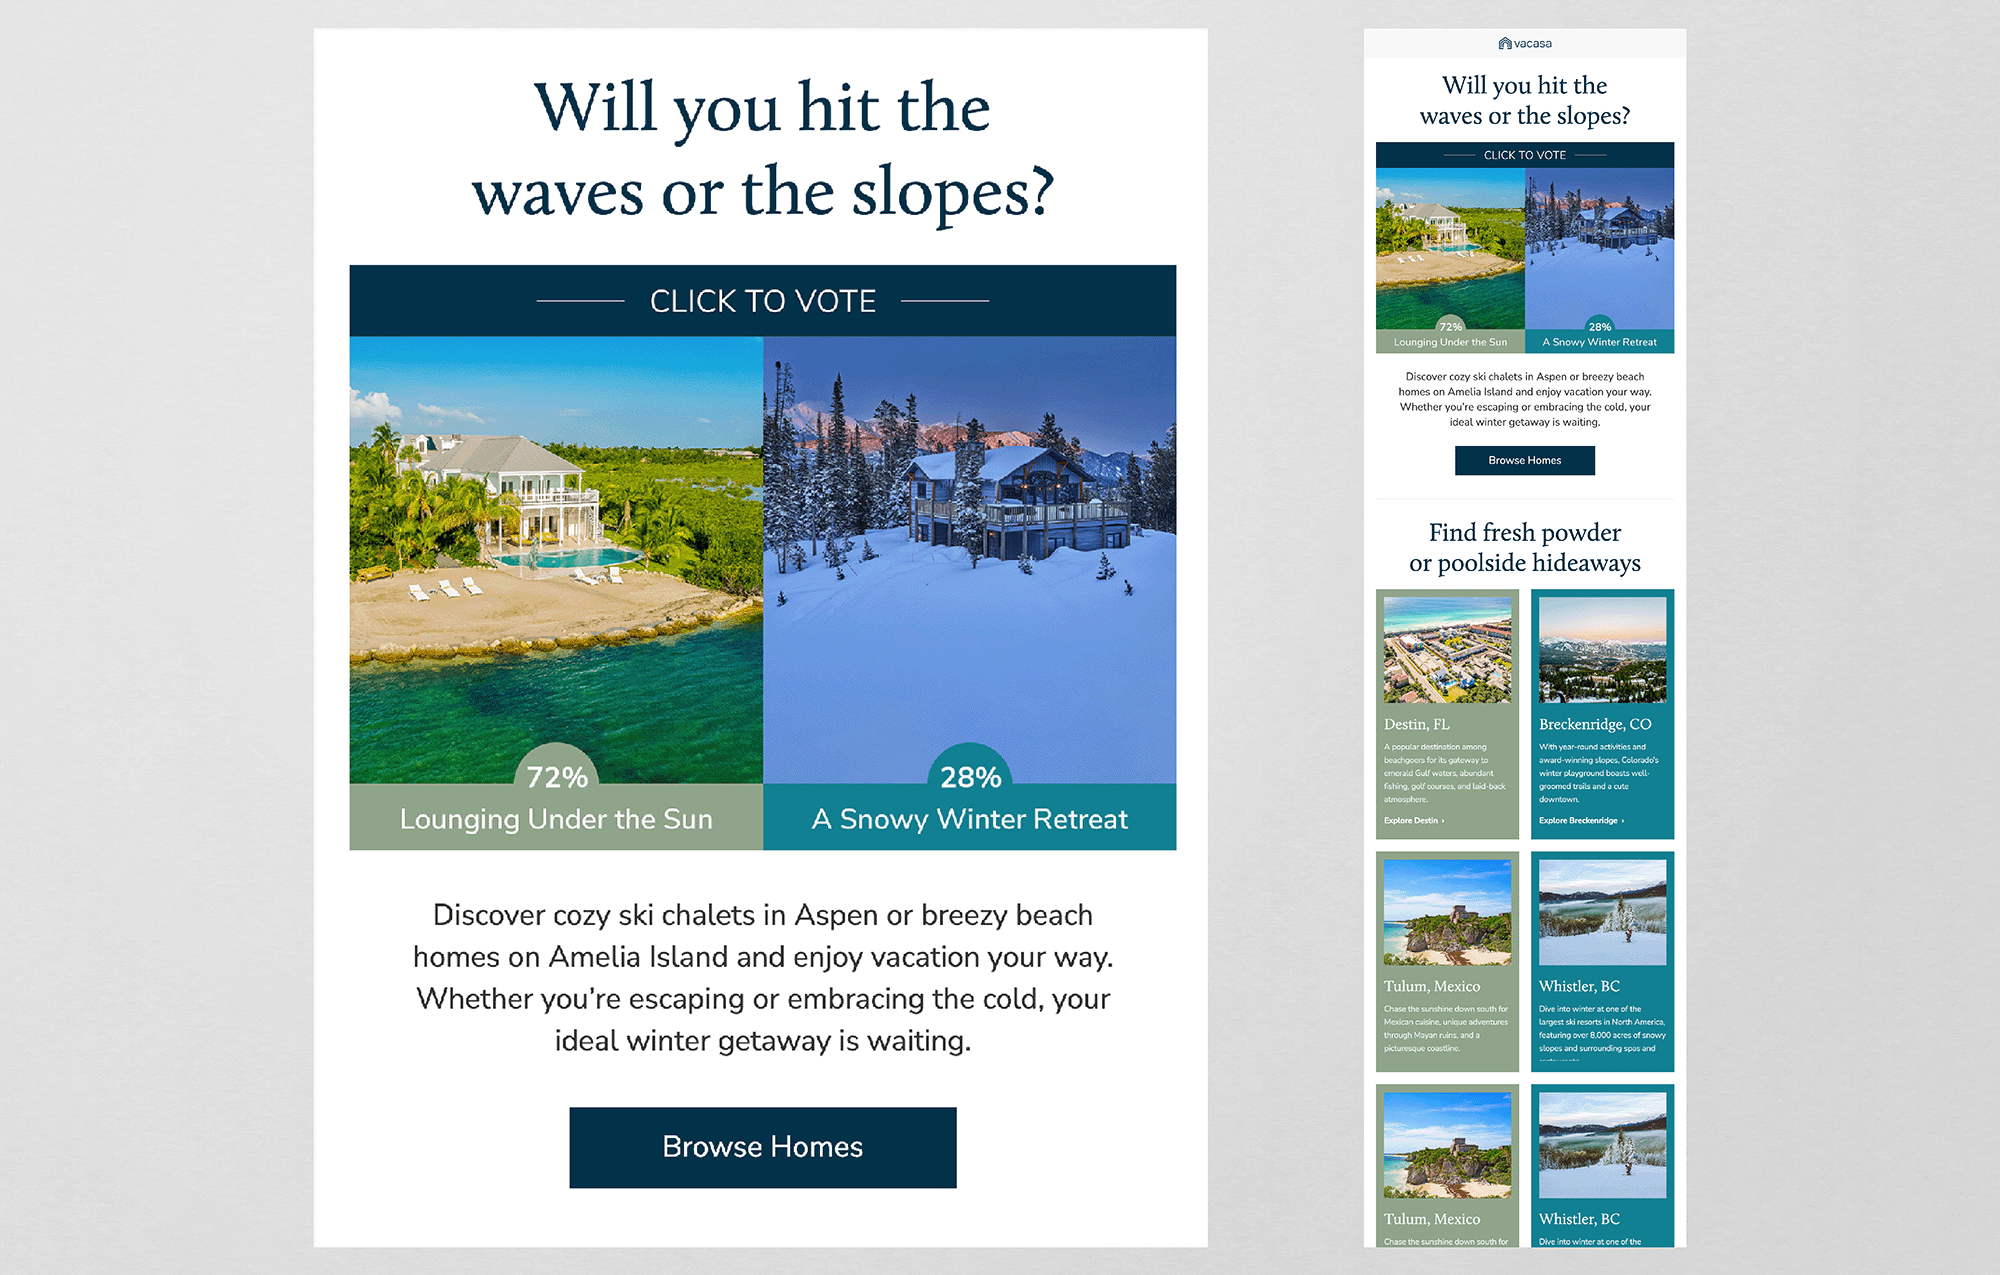 Will you hit the
waves or the slopes?
CLICK TO VOTE
72%
Lounging Under the Sun
28%
A Snowy Winter Retreat
Discover cozy ski chalets in Aspen or breezy beach
homes on Amelia Island and enjoy vacation your way.
Whether you're escaping or embracing the cold, your
ideal winter getaway is waiting.
Browse Homes
vacasa
Will you hit the
waves or the slopes?
CLICK TO VOTE
72%
Lounging Under the Sun
28%
A Snowy Winter Retreat
Discover cozy ski chalets in Aspen or breezy beach
homes on Amelia Island and enjoy vacation your way.
Whether you're escaping or embracing the cold, your
ideal winter getaway is waiting.
Browse Homes
Find fresh powder
or poolside hideaways
Destin, FL
A popular destination among
beachgoers for its gateway to
emerald Gulf waters, abundant
fishing, golf courses, and laid-back
atmosphere.
Explore Destin ›
Breckenridge, CO
With year-round activities and
award-winning slopes, Colorado's
winter playground boasts well-
groomed trails and a cute
downtown.
Explore Breckenridge ›
Tulum, Mexico
Chase the sunshine down south for
Mexican cuisine, unique adventures
through Mayan ruins, and a
picturesque coastline.
Whistler, BC
Dive into winter at one of the
largest ski resorts in North America,
featuring over 8,000 acres of snowy
slopes and surrounding spas and
Tulum, Mexico
Chase the sunshine down south for
Whistler, BC
Dive into winter at one of the